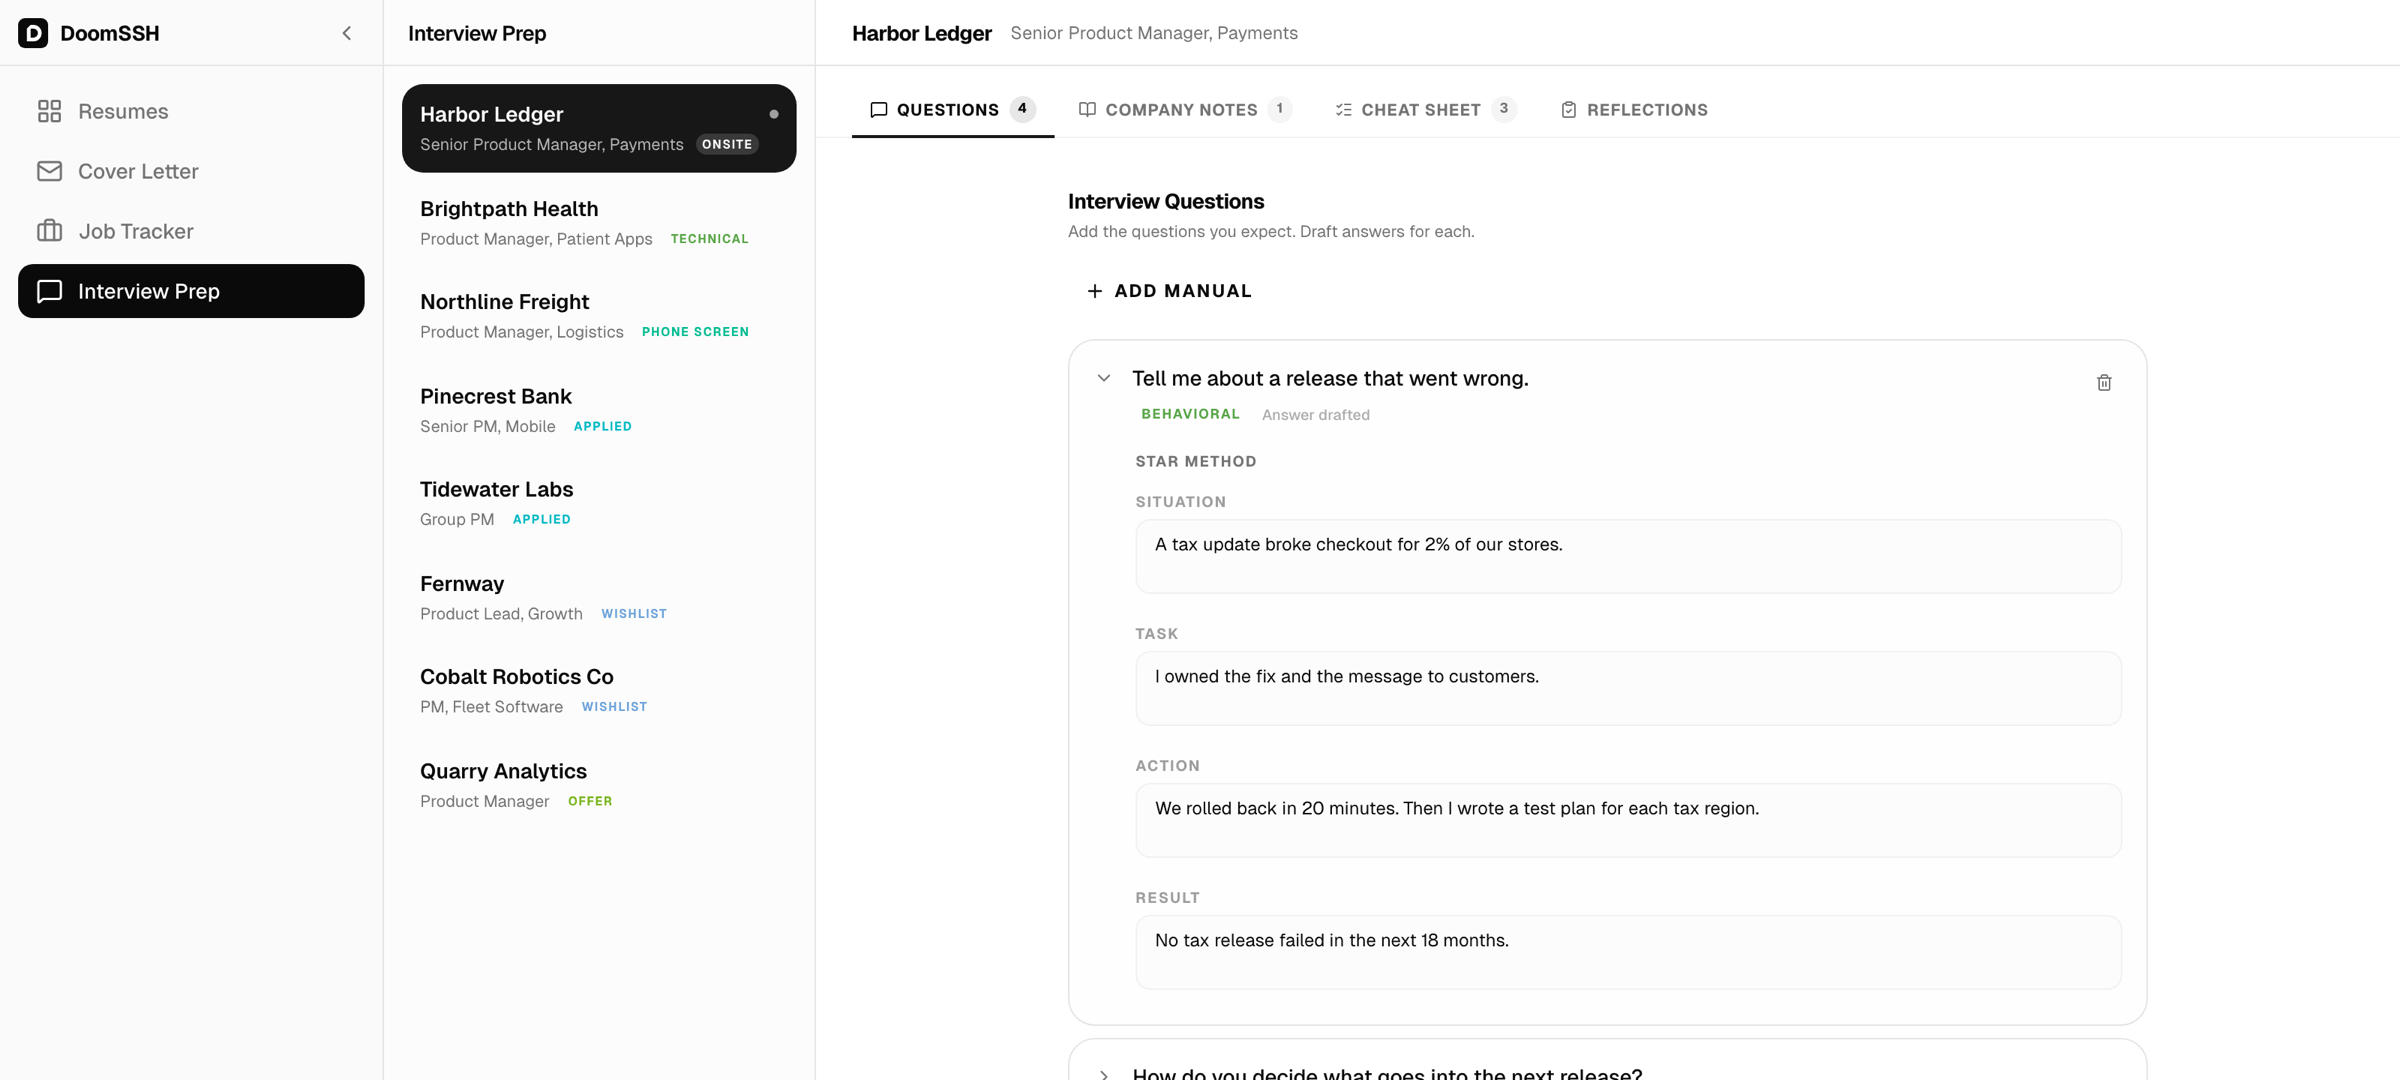 DoomSSH
Resumes
Cover Letter
Job Tracker
Interview Prep
Interview Prep
Harbor Ledger
Senior Product Manager, Payments ONSITE
Brightpath Health
Product Manager, Patient Apps TECHNICAL
Northline Freight
Product Manager, Logistics PHONE SCREEN
Pinecrest Bank
Senior PM, Mobile APPLIED
Tidewater Labs
Group PM APPLIED
Fernway
Product Lead, Growth WISHLIST
Cobalt Robotics Co
PM, Fleet Software WISHLIST
Quarry Analytics
Product Manager OFFER
Harbor Ledger Senior Product Manager, Payments
QUESTIONS 4 COMPANY NOTES 1 CHEAT SHEET 3 REFLECTIONS
Interview Questions
Add the questions you expect. Draft answers for each.
+ ADD MANUAL
Tell me about a release that went wrong.
BEHAVIORAL Answer drafted
STAR METHOD
SITUATION
A tax update broke checkout for 2% of our stores.
TASK
I owned the fix and the message to customers.
ACTION
We rolled back in 20 minutes. Then I wrote a test plan for each tax region.
RESULT
No tax release failed in the next 18 months.
How do you decide what goes into the next release?